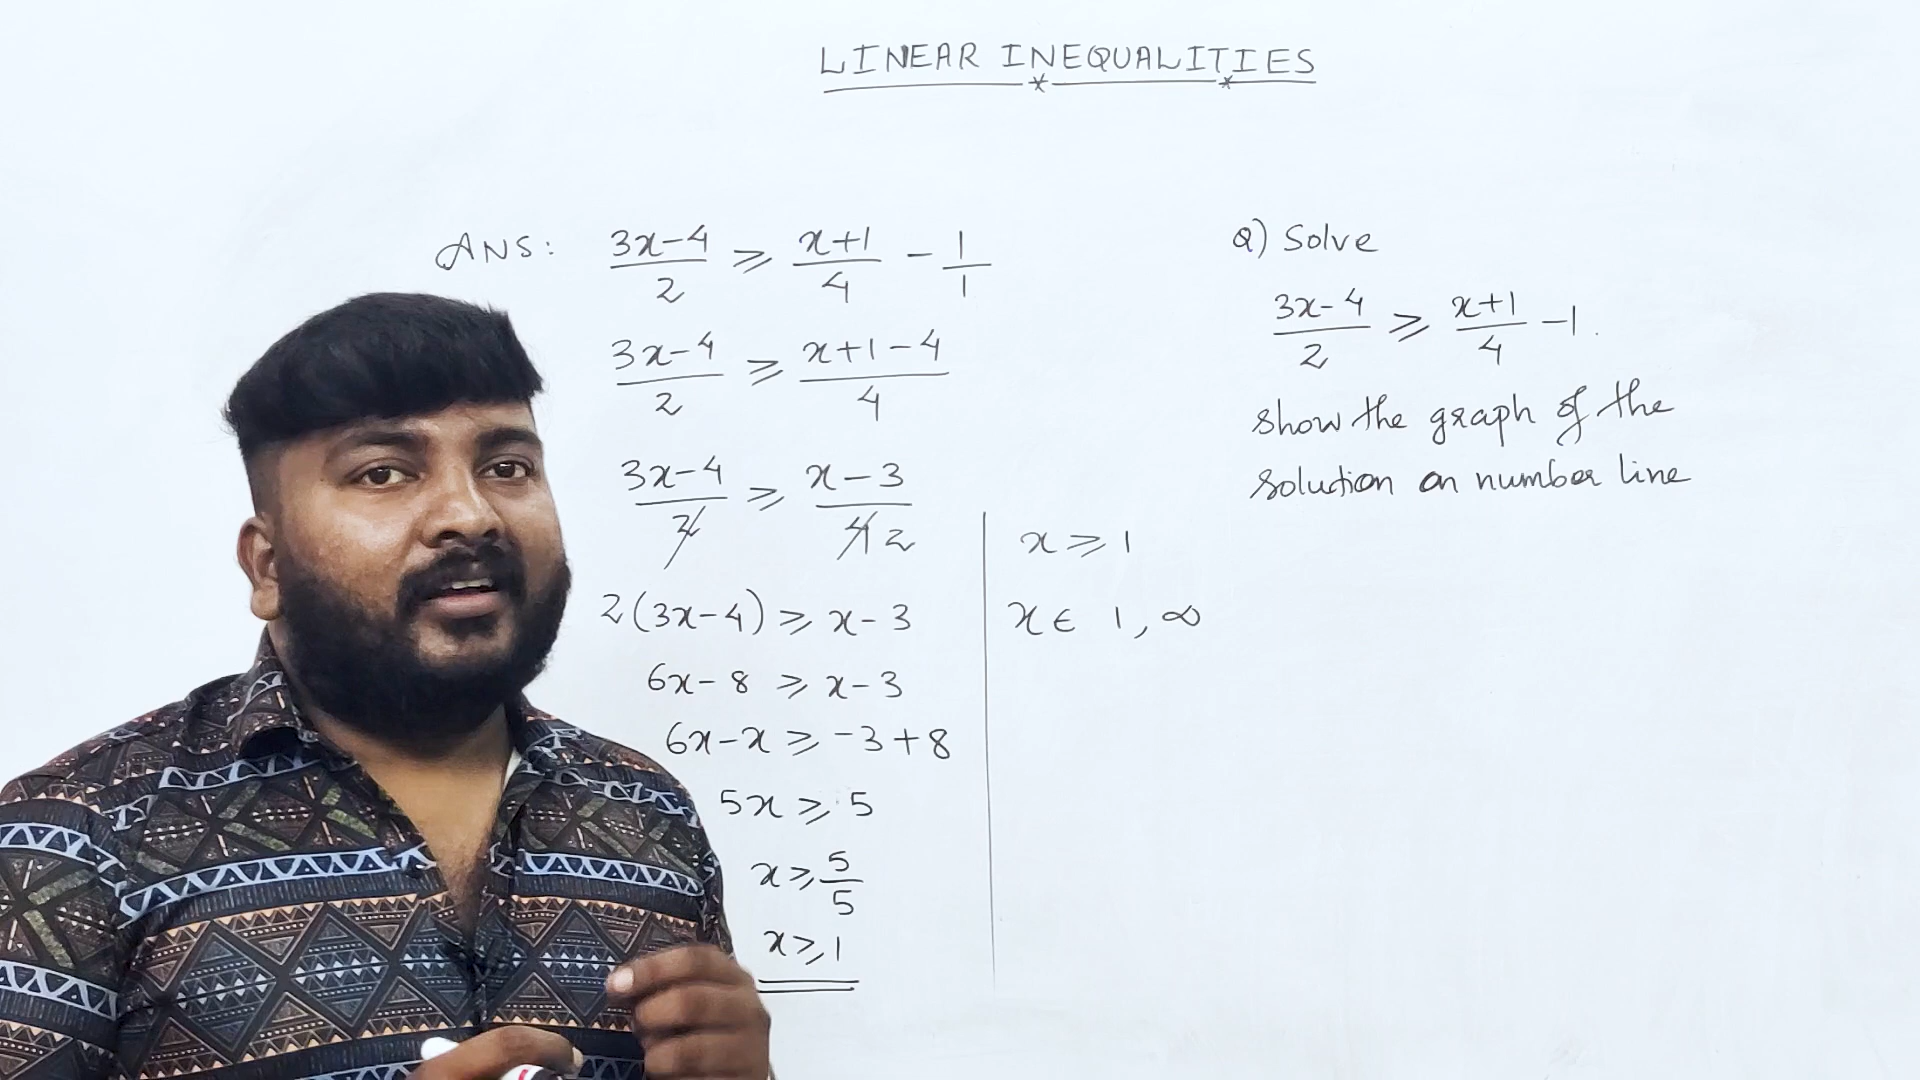 LINEAR INEQUALITIES
ANS: (3x-4)/2 ⩾ (x+1)/4 - 1/1
(3x-4)/2 ⩾ (x+1-4)/4
(3x-4)/2 ⩾ (x-3)/4 2
2(3x-4) ⩾ x-3
6x-8 ⩾ x-3
6x-x ⩾ -3+8
5x ⩾ 5
x ⩾ 5/5
x ⩾ 1
x ⩾ 1
x ∈ 1, ∞
Q) Solve
(3x-4)/2 ⩾ (x+1)/4 -1.
show the graph of the
solution on number line